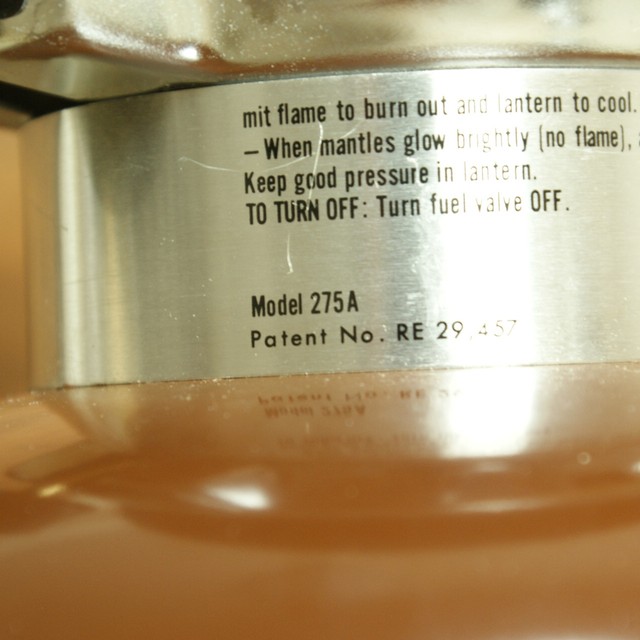 mit flame to burn out and lantern to cool.
– When mantles glow brightly (no flame),
Keep good pressure in lantern.
TO TURN OFF: Turn fuel valve OFF.
Model 275A
Patent No. RE 29,457